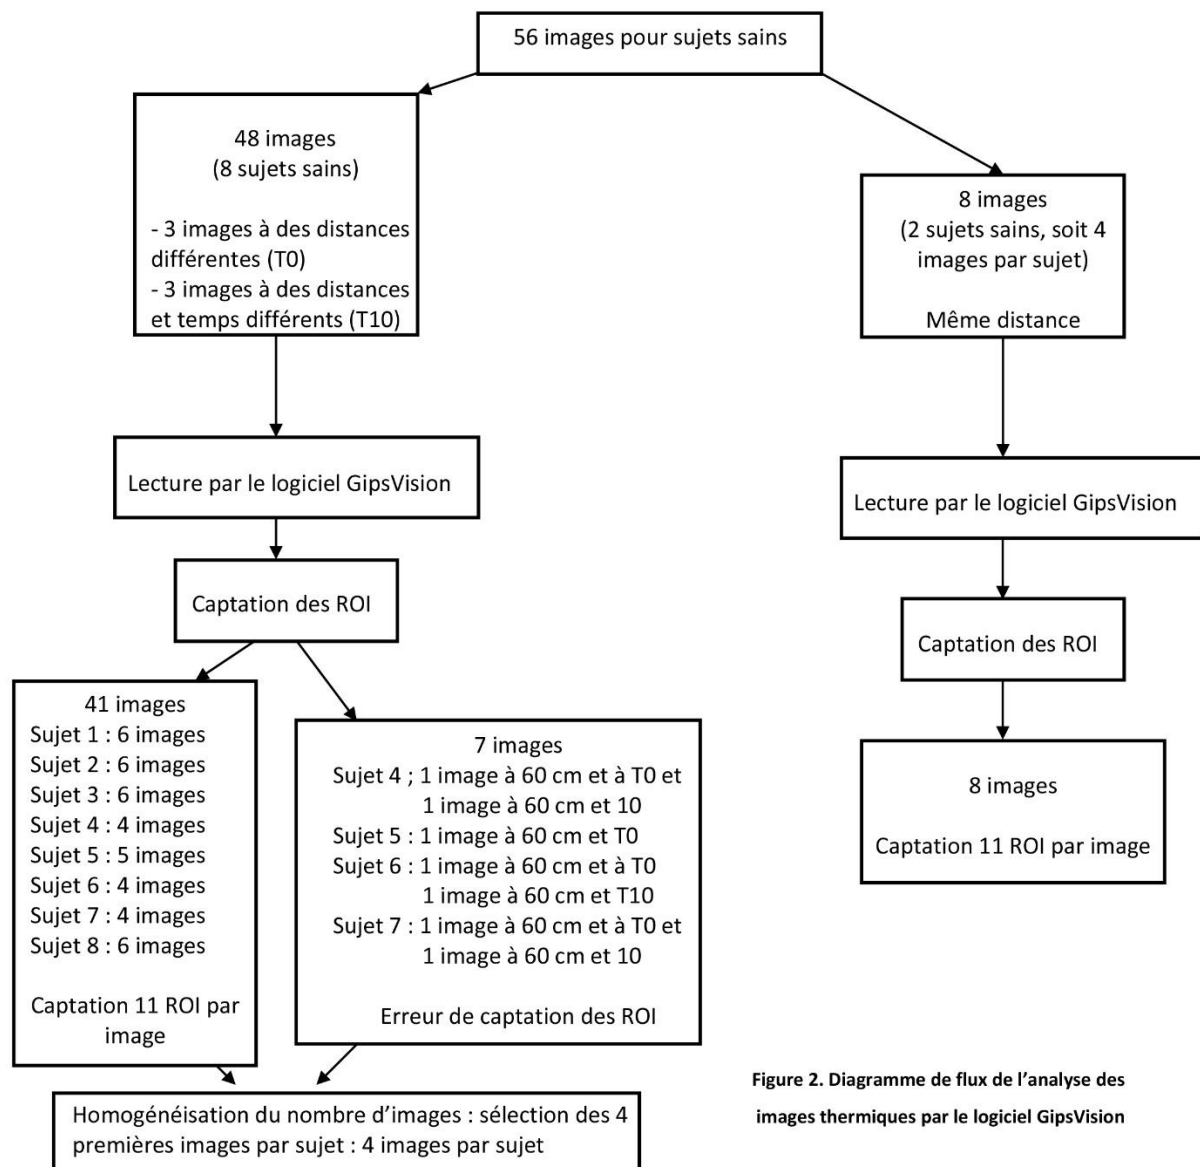 56 images pour sujets sains
48 images
(8 sujets sains)
- 3 images à des distances
différentes (T0)
- 3 images à des distances
et temps différents (T10)
8 images
(2 sujets sains, soit 4
images par sujet)
Même distance
Lecture par le logiciel GipsVision
Lecture par le logiciel GipsVision
Captation des ROI
Captation des ROI
41 images
Sujet 1 : 6 images
Sujet 2 : 6 images
Sujet 3 : 6 images
Sujet 4 : 4 images
Sujet 5 : 5 images
Sujet 6 : 4 images
Sujet 7 : 4 images
Sujet 8 : 6 images
Captation 11 ROI par
image
7 images
Sujet 4 ; 1 image à 60 cm et à T0 et
1 image à 60 cm et 10
Sujet 5 : 1 image à 60 cm et T0
Sujet 6 : 1 image à 60 cm et à T0
1 image à 60 cm et T10
Sujet 7 : 1 image à 60 cm et à T0 et
1 image à 60 cm et 10
Erreur de captation des ROI
8 images
Captation 11 ROI par image
Homogénéisation du nombre d’images : sélection des 4
premières images par sujet : 4 images par sujet
Figure 2. Diagramme de flux de l’analyse des
images thermiques par le logiciel GipsVision